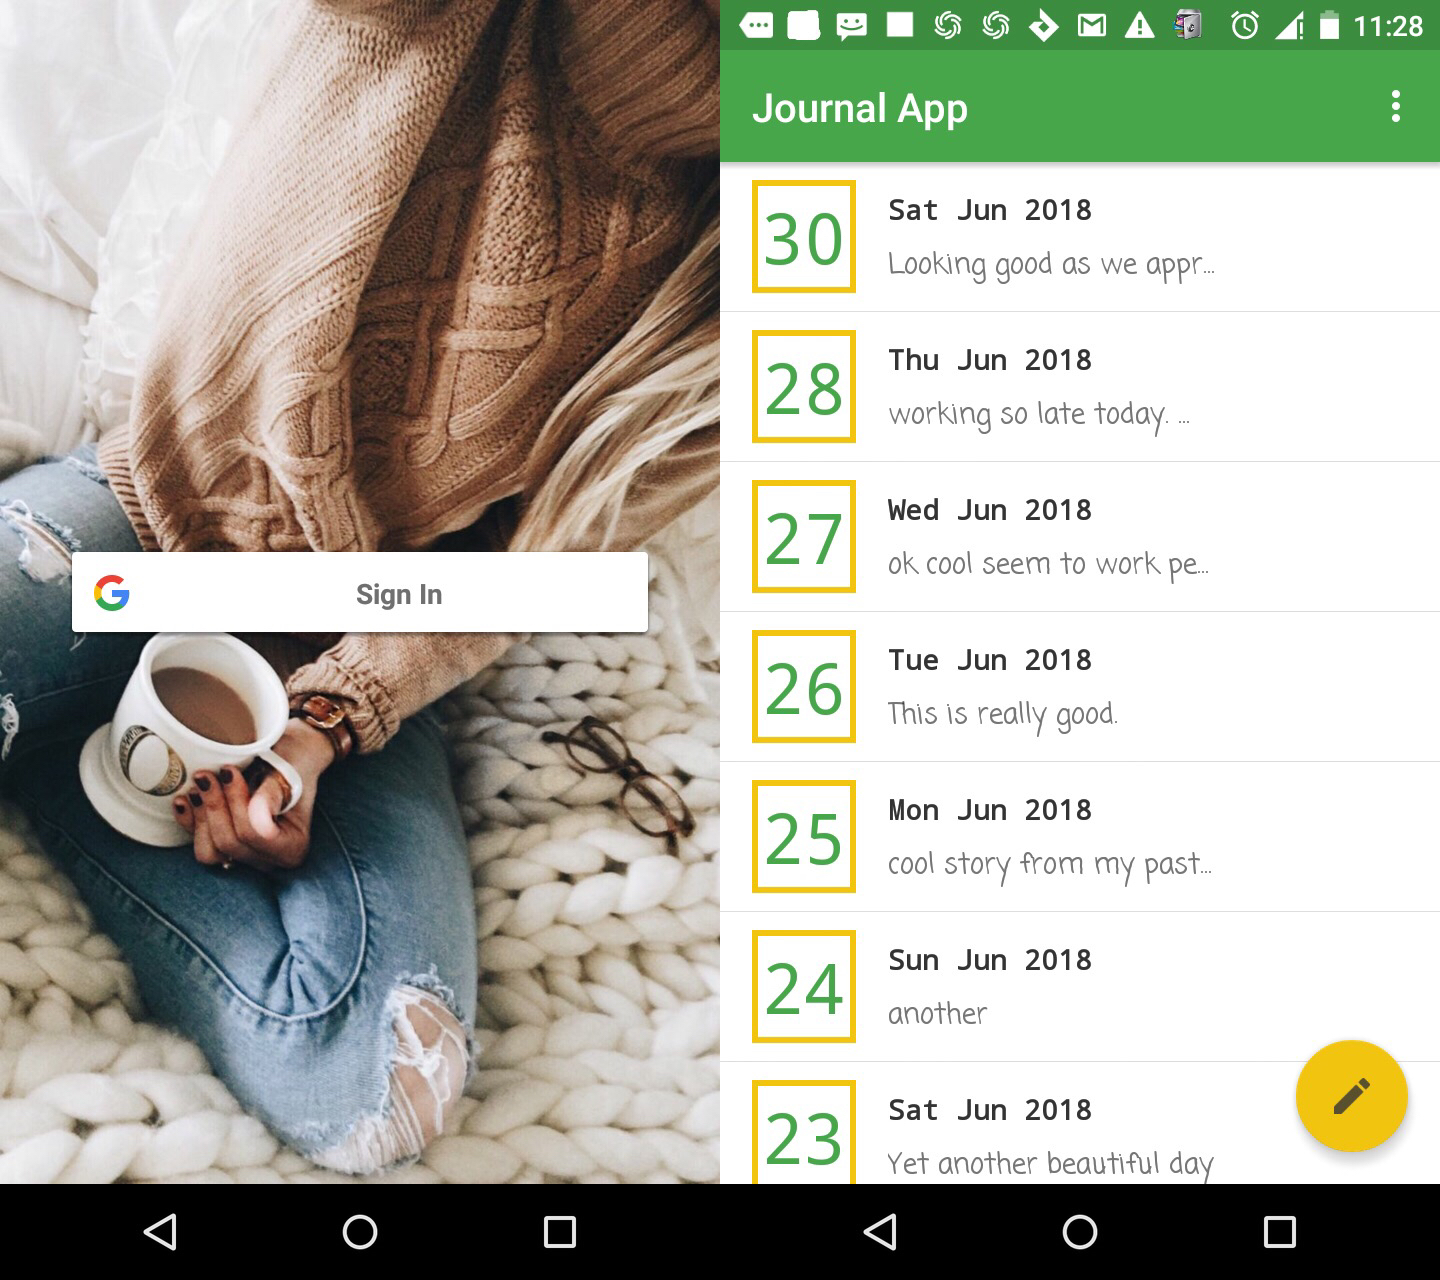 Sign In
11:28
Journal App
30
Sat Jun 2018
Looking good as we appr...
28
Thu Jun 2018
working so late today. ...
27
Wed Jun 2018
ok cool seem to work pe...
26
Tue Jun 2018
This is really good.
25
Mon Jun 2018
cool story from my past...
24
Sun Jun 2018
another
23
Sat Jun 2018
Yet another beautiful day